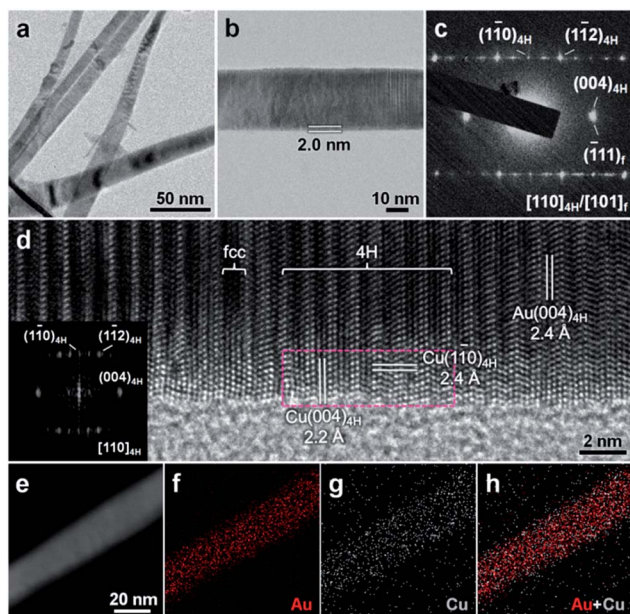 a
50 nm
b
2.0 nm
10 nm
c
(11̄0)4H
(11̄2)4H
(004)4H
(1̄11)f
[110]4H/[101]f
d
fcc
4H
Au(004)4H
2.4 Å
Cu(11̄0)4H
2.4 Å
Cu(004)4H
2.2 Å
2 nm
(11̄0)4H
(11̄2)4H
(004)4H
[110]4H
e
20 nm
f
Au
g
Cu
h
Au+Cu